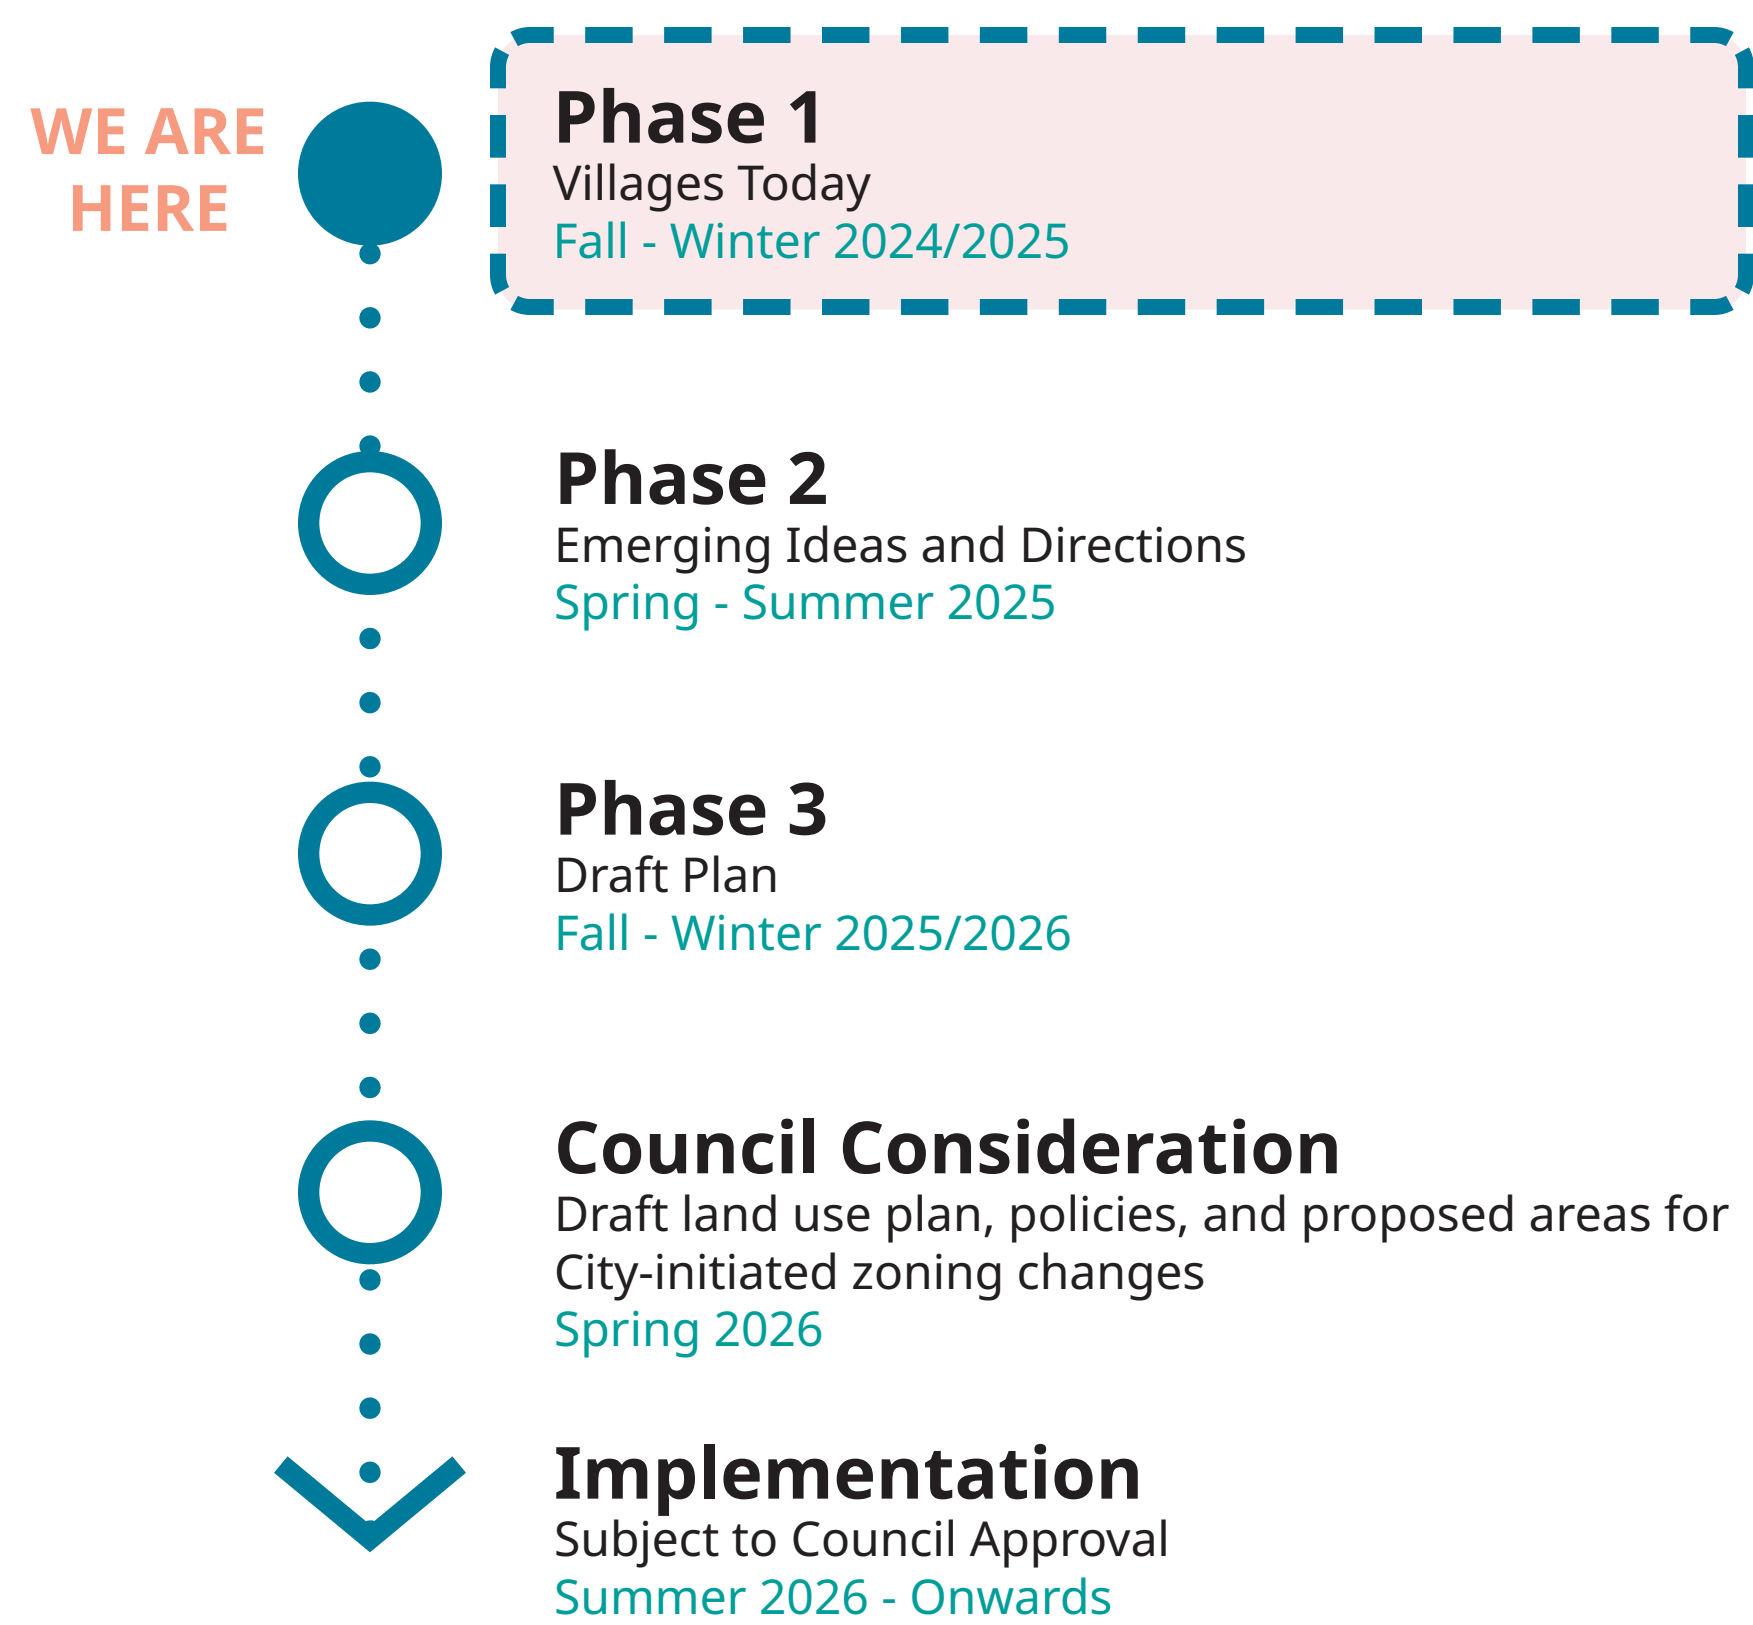 WE ARE
HERE
Phase 1
Villages Today
Fall - Winter 2024/2025
Phase 2
Emerging Ideas and Directions
Spring - Summer 2025
Phase 3
Draft Plan
Fall - Winter 2025/2026
Council Consideration
Draft land use plan, policies, and proposed areas for
City-initiated zoning changes
Spring 2026
Implementation
Subject to Council Approval
Summer 2026 - Onwards